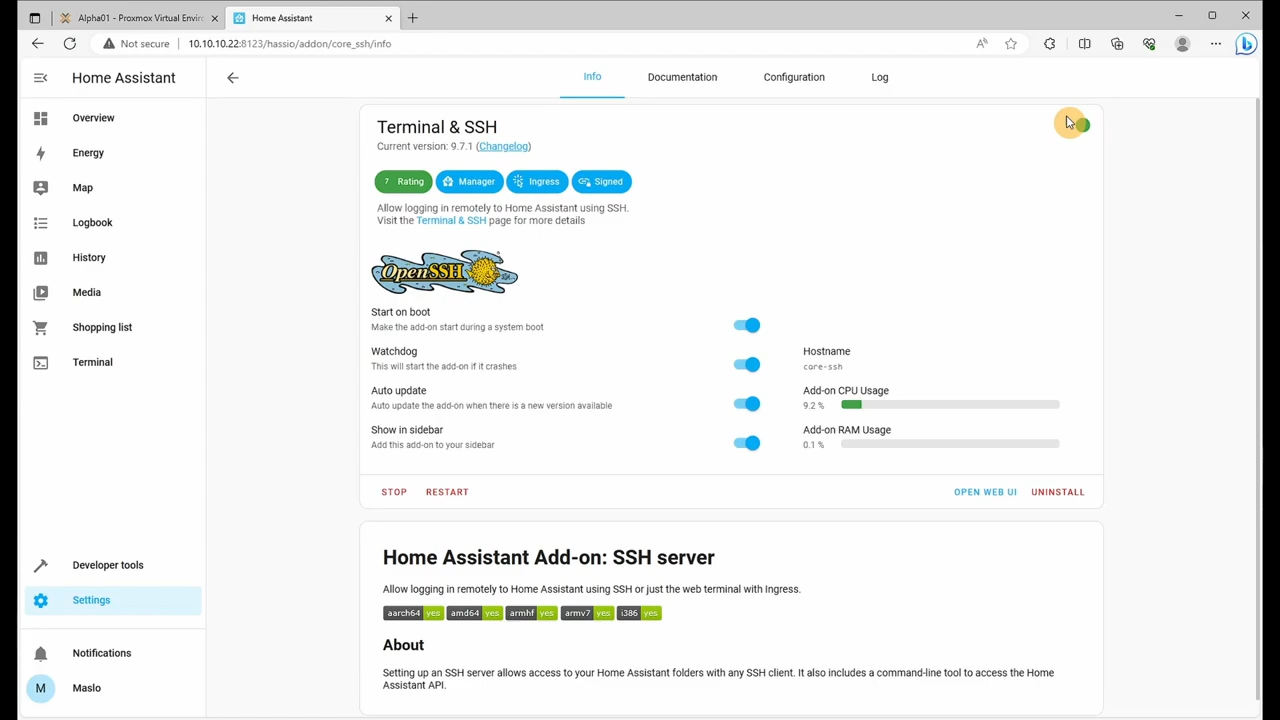 Alpha01 - Proxmox Virtual Enviro
Home Assistant
Not secure
10.10.10.22:8123/hassio/addon/core_ssh/info
Home Assistant
Overview
Energy
Map
Logbook
History
Media
Shopping list
Terminal
Developer tools
Settings
Notifications
M
Maslo
Info
Documentation
Configuration
Log
Terminal & SSH
Current version: 9.7.1 (Changelog)
7 Rating
Manager
Ingress
Signed
Allow logging in remotely to Home Assistant using SSH.
Visit the Terminal & SSH page for more details
OpenSSH
Start on boot
Make the add-on start during a system boot
Watchdog
This will start the add-on if it crashes
Auto update
Auto update the add-on when there is a new version available
Show in sidebar
Add this add-on to your sidebar
Hostname
core-ssh
Add-on CPU Usage
9.2 %
Add-on RAM Usage
0.1 %
STOP
RESTART
OPEN WEB UI
UNINSTALL
Home Assistant Add-on: SSH server
Allow logging in remotely to Home Assistant using SSH or just the web terminal with Ingress.
aarch64 yes amd64 yes armhf yes armv7 yes i386 yes
About
Setting up an SSH server allows access to your Home Assistant folders with any SSH client. It also includes a command-line tool to access the Home
Assistant API.